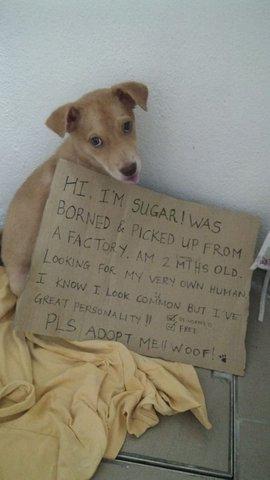 HI, I'M SUGAR! WAS
BORNED & PICKED UP FROM
A FACTORY. AM 2 MTHS OLD.
LOOKING FOR MY VERY OWN HUMAN.
I KNOW I LOOK COMMON BUT I'VE
GREAT PERSONALITY!!
FREE
PLS. ADOPT ME!! WOOF!